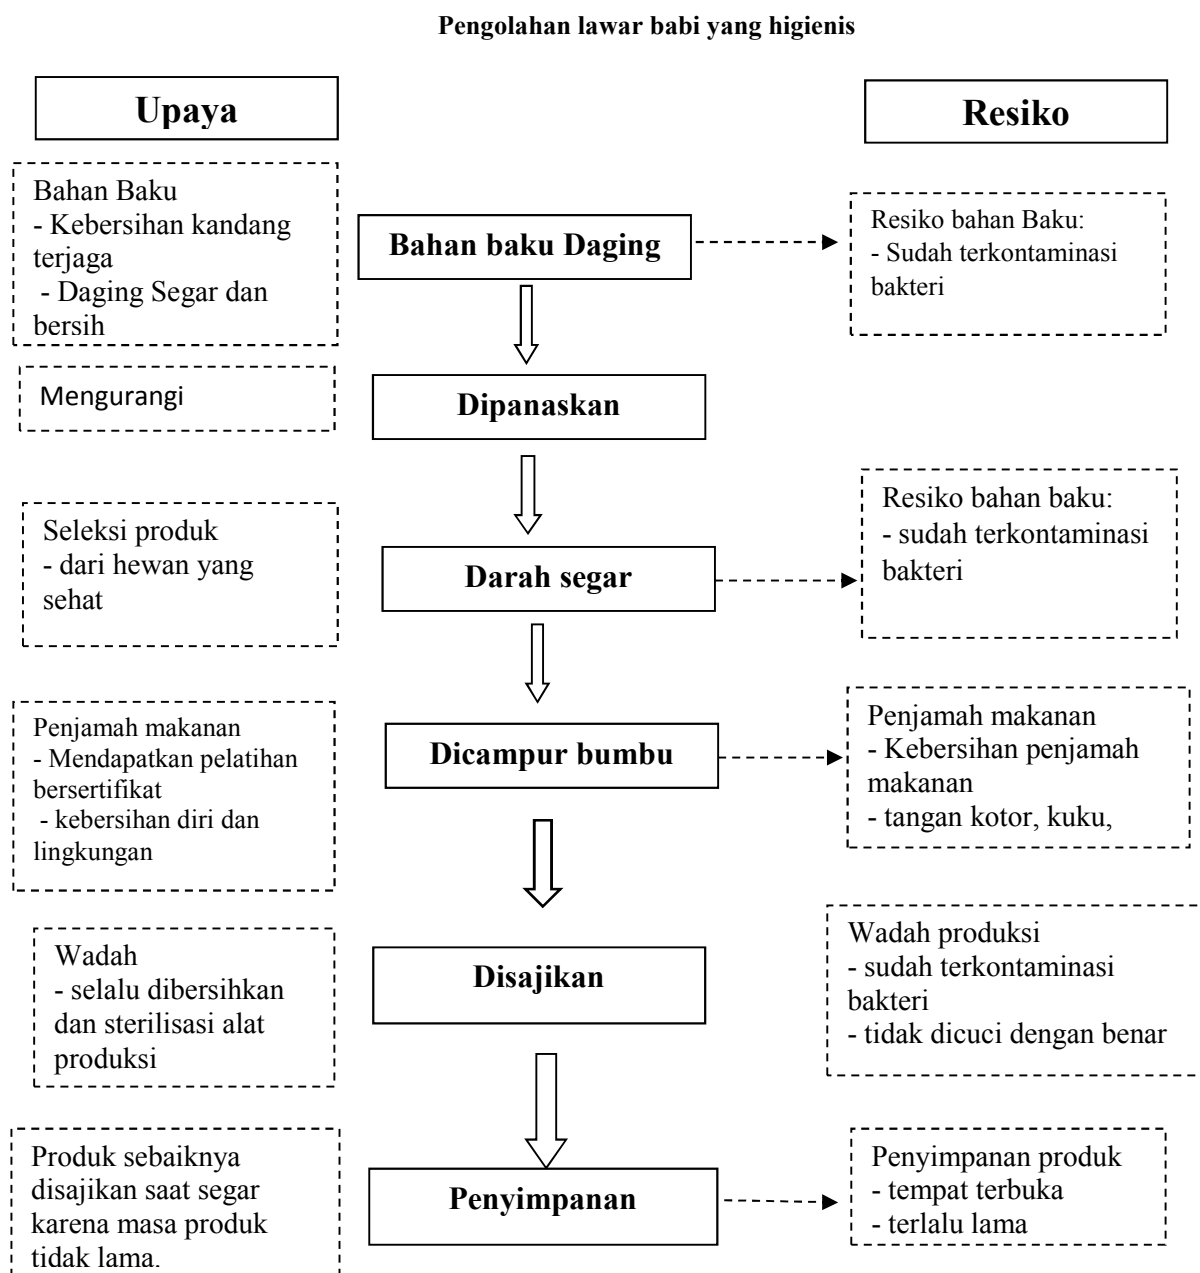 Pengolahan lawar babi yang higienis
Upaya
Resiko
Bahan Baku
- Kebersihan kandang
terjaga
- Daging Segar dan
bersih
Bahan baku Daging
Resiko bahan Baku:
- Sudah terkontaminasi
bakteri
Mengurangi
Dipanaskan
Seleksi produk
- dari hewan yang
sehat
Darah segar
Resiko bahan baku:
- sudah terkontaminasi
bakteri
Penjamah makanan
- Mendapatkan pelatihan
bersertifikat
- kebersihan diri dan
lingkungan
Dicampur bumbu
Penjamah makanan
- Kebersihan penjamah
makanan
- tangan kotor, kuku,
Wadah
- selalu dibersihkan
dan sterilisasi alat
produksi
Disajikan
Wadah produksi
- sudah terkontaminasi
bakteri
- tidak dicuci dengan benar
Produk sebaiknya
disajikan saat segar
karena masa produk
tidak lama.
Penyimpanan
Penyimpanan produk
- tempat terbuka
- terlalu lama